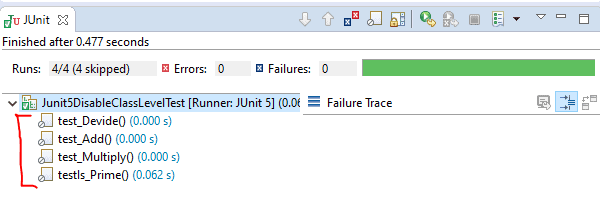 JUnit
Finished after 0.477 seconds
Runs: 4/4 (4 skipped) Errors: 0 Failures: 0
Junit5DisableClassLevelTest [Runner: JUnit 5] (0.06 Failure Trace
test_Devide() (0.000 s)
test_Add() (0.000 s)
test_Multiply() (0.000 s)
testIs_Prime() (0.062 s)